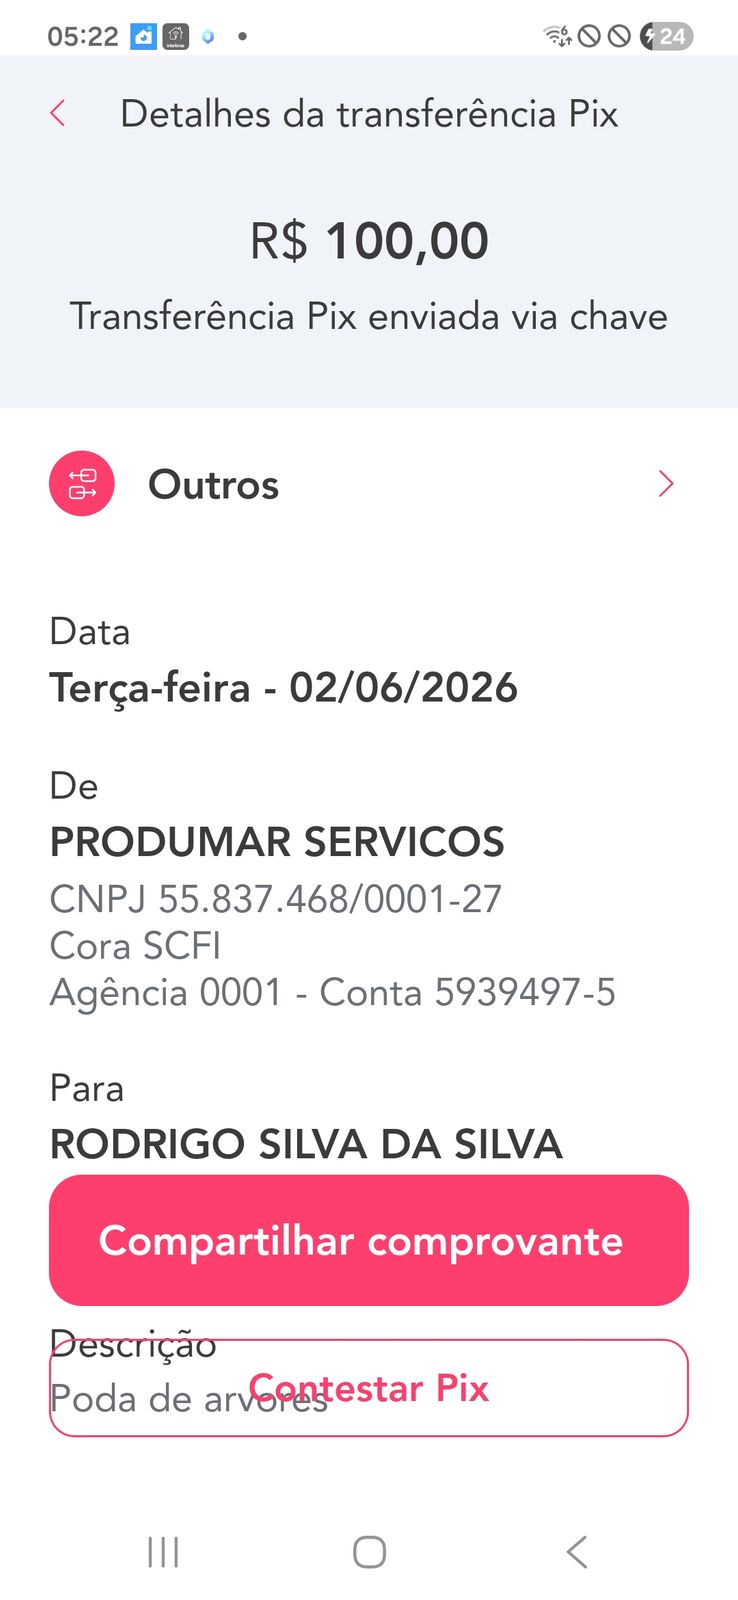 05:22
24
Detalhes da transferência Pix
R$ 100,00
Transferência Pix enviada via chave
Outros
Data
Terça-feira - 02/06/2026
De
PRODUMAR SERVICOS
CNPJ 55.837.468/0001-27
Cora SCFI
Agência 0001 - Conta 5939497-5
Para
RODRIGO SILVA DA SILVA
Compartilhar comprovante
Descrição
Poda de arvores
Contestar Pix